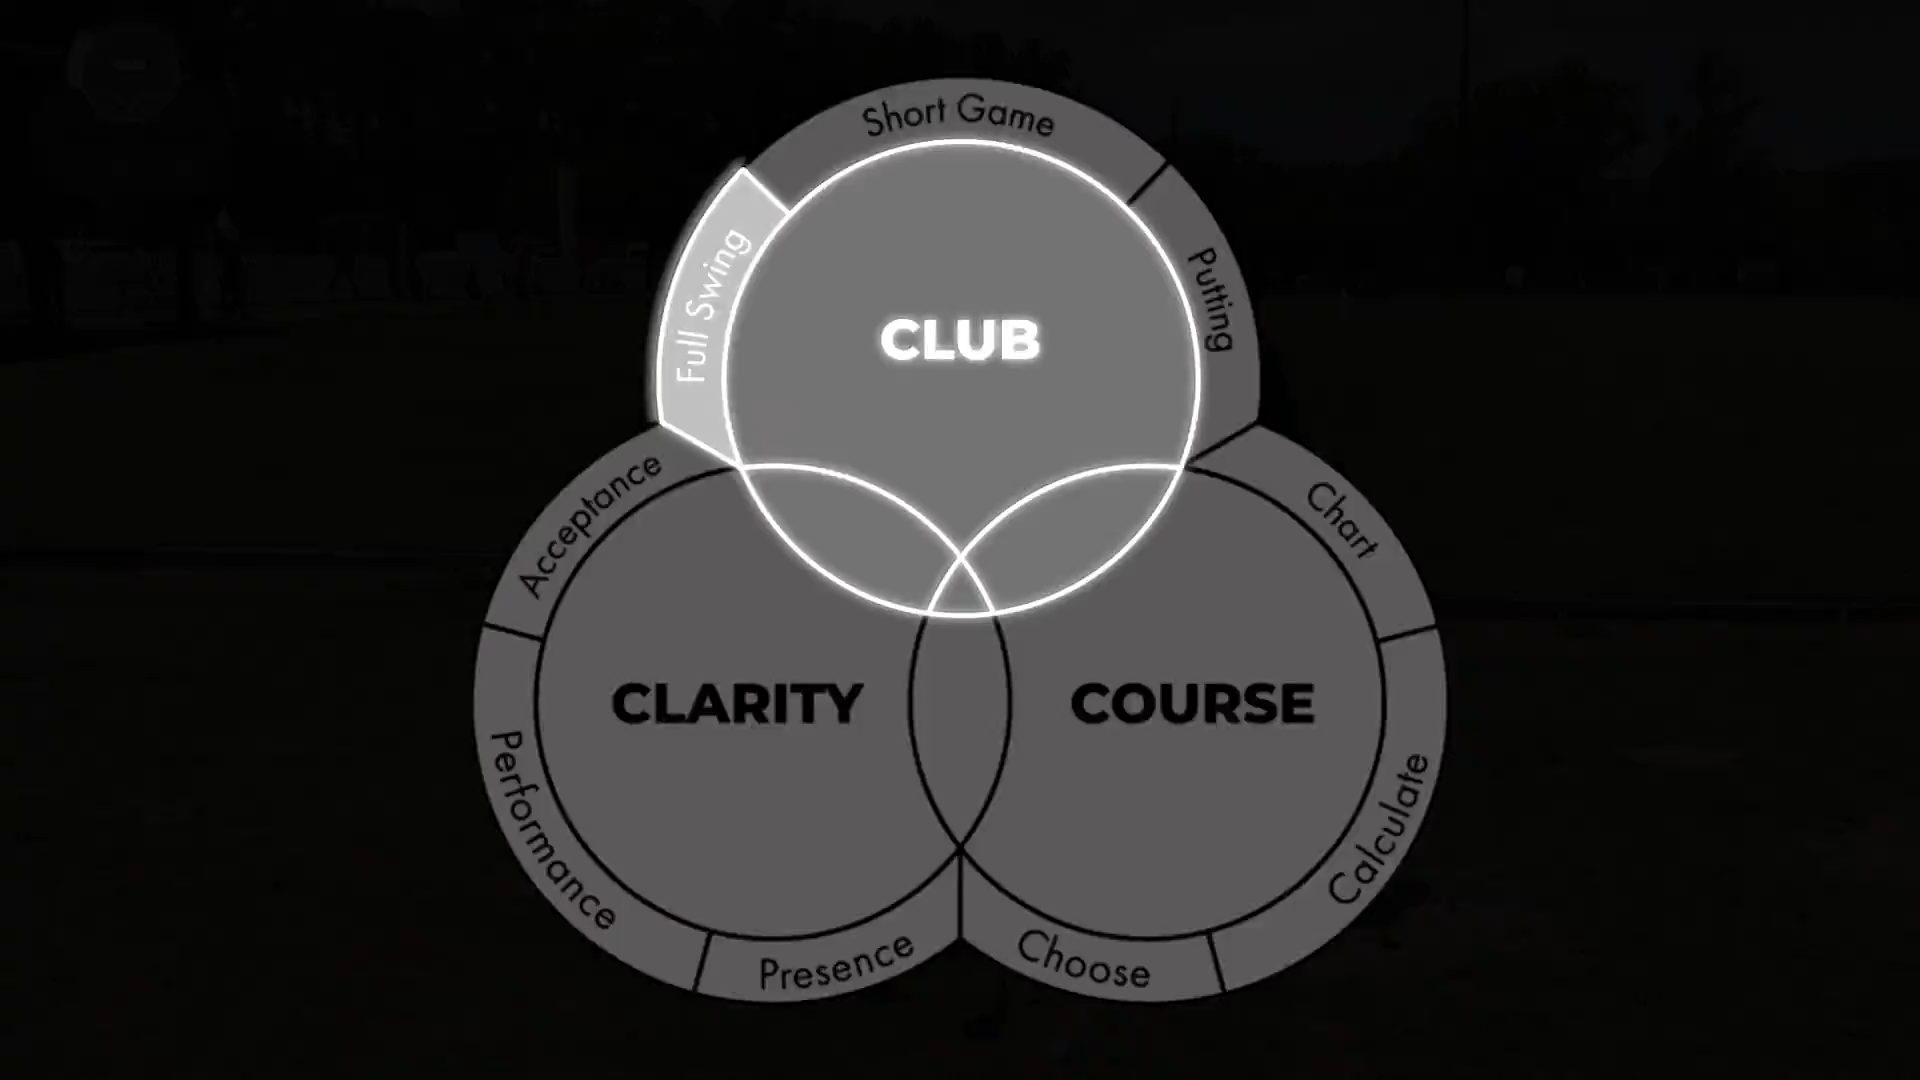 Short Game
Full Swing
Putting
CLUB
Acceptance
Chart
CLARITY
COURSE
Performance
Calculate
Presence
Choose